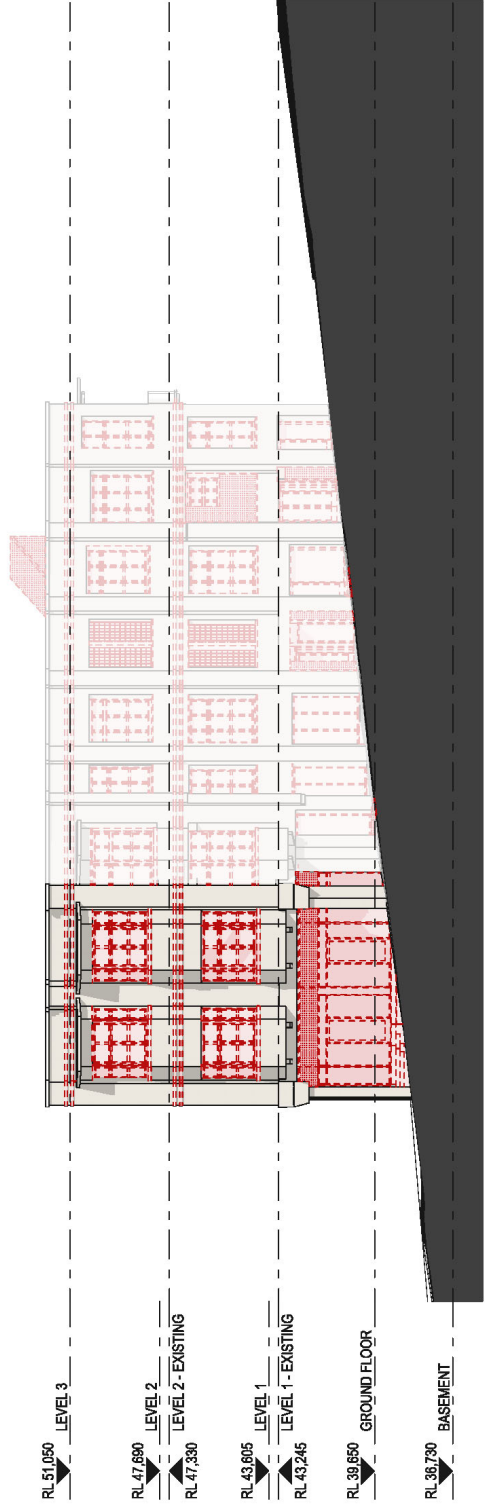 RL 51,050
LEVEL 3
RL 47,690
LEVEL 2
LEVEL 2 - EXISTING
RL 47,330
RL 43,605
LEVEL 1
LEVEL 1 - EXISTING
RL 43,245
RL 39,650
GROUND FLOOR
RL 36,730
BASEMENT